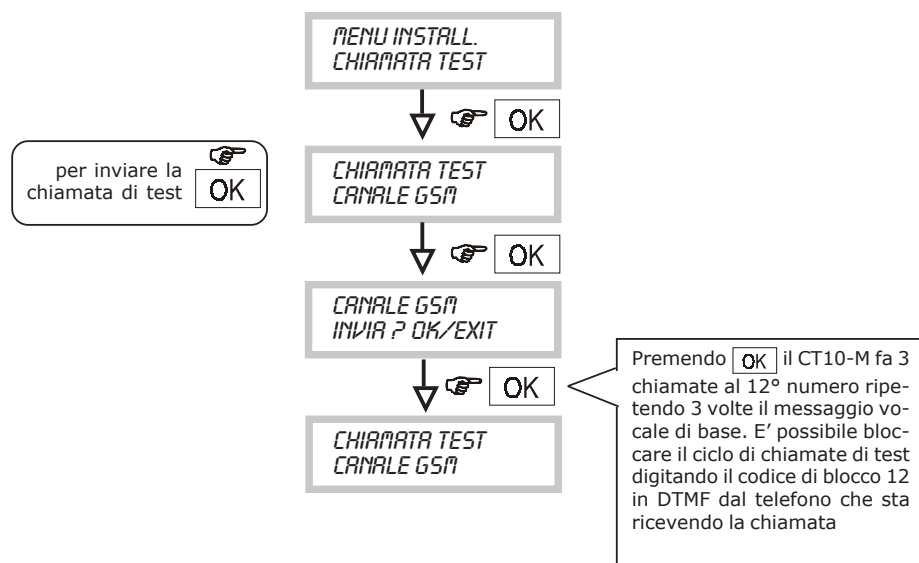 MENU INSTALL.
CHIAMATA TEST
OK
per inviare la
chiamata di test
OK
CHIAMATA TEST
CANALE GSM
OK
CANALE GSM
INVIA ? OK/EXIT
OK
Premendo OK il CT10-M fa 3
chiamate al 12° numero ripe-
tendo 3 volte il messaggio vo-
cale di base. E' possibile bloc-
care il ciclo di chiamate di test
digitando il codice di blocco 12
in DTMF dal telefono che sta
ricevendo la chiamata
CHIAMATA TEST
CANALE GSM